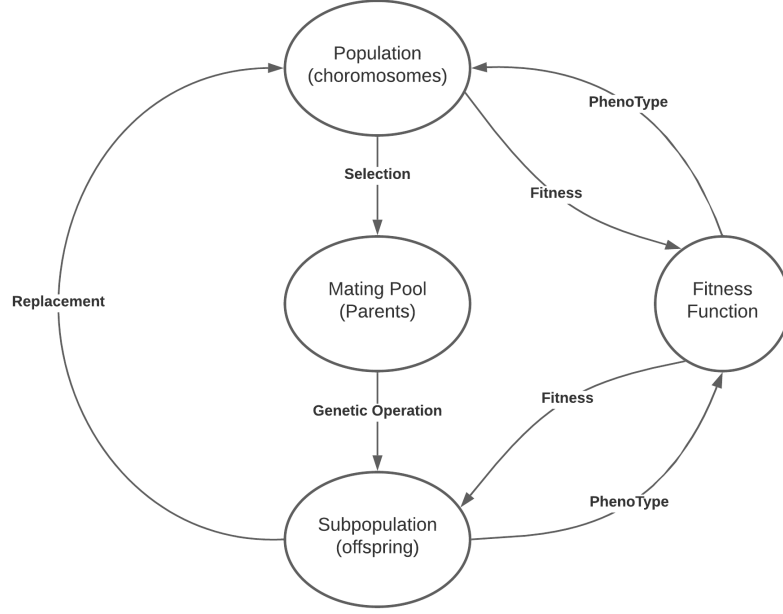 Population
(choromosomes)
PhenoType
Selection
Fitness
Mating Pool
(Parents)
Fitness
Function
Replacement
Fitness
Genetic Operation
PhenoType
Subpopulation
(offspring)